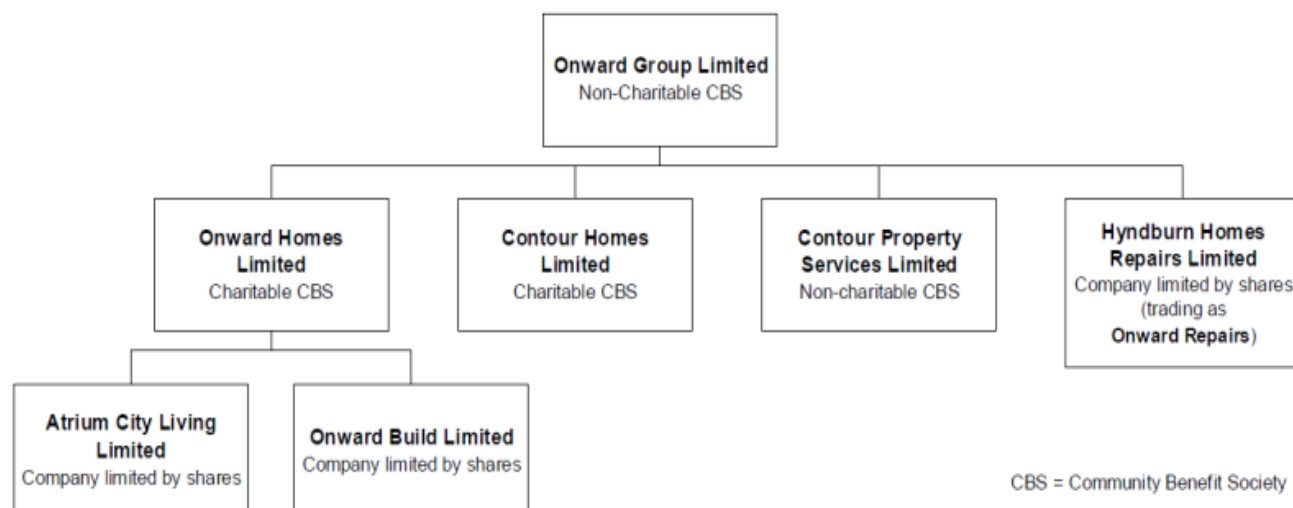 Onward Group Limited
Non-Charitable CBS
Onward Homes
Limited
Charitable CBS
Contour Homes
Limited
Charitable CBS
Contour Property
Services Limited
Non-charitable CBS
Hyndburn Homes
Repairs Limited
Company limited by shares
(trading as
Onward Repairs)
Atrium City Living
Limited
Company limited by shares
Onward Build Limited
Company limited by shares
CBS = Community Benefit Society